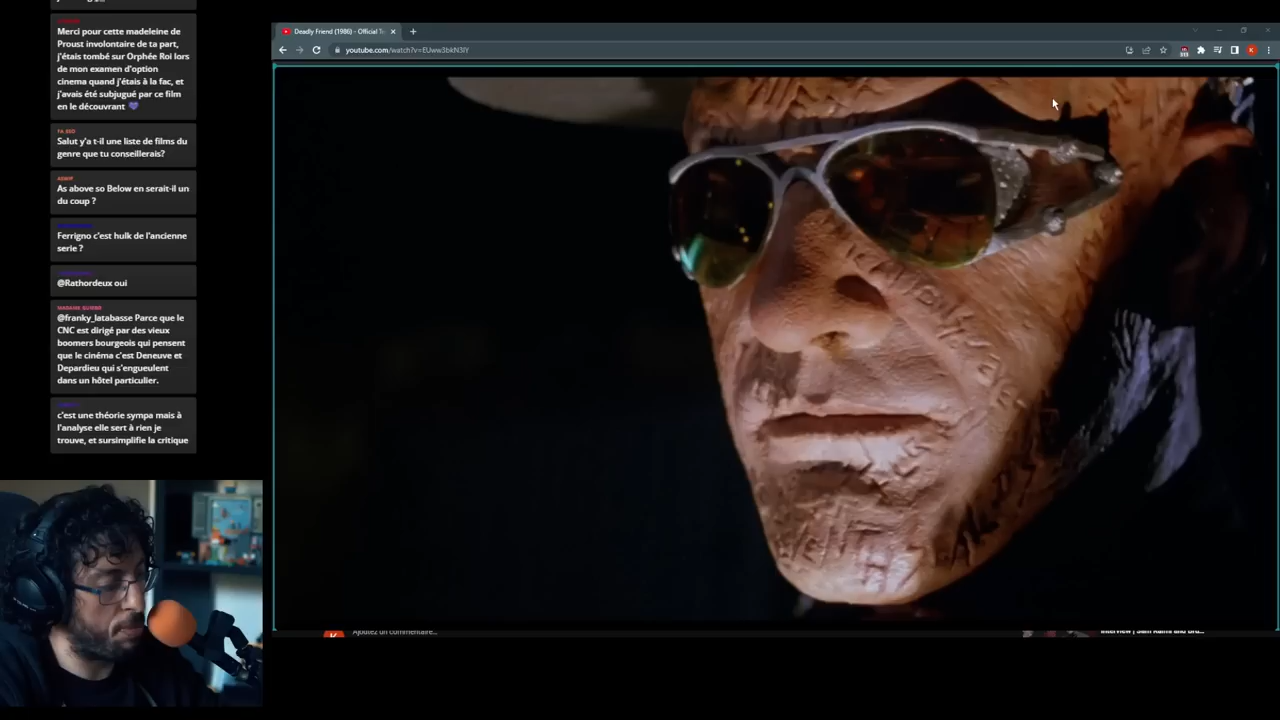 Merci pour cette madeleine de
Proust involontaire de ta part,
j'étais tombé sur Orphée Roi lors
de mon examen d'option
cinema quand j'étais à la fac, et
j'avais été subjugué par ce film
en le découvrant 💜
Salut y'a t-il une liste de films du
genre que tu conseillerais?
As above so Below en serait-il un
du coup ?
Ferrigno c'est hulk de l'ancienne
serie ?
@Rathordeux oui
@franky_latabasse Parce que le
CNC est dirigé par des vieux
boomers bourgeois qui pensent
que le cinéma c'est Deneuve et
Depardieu qui s'engueulent
dans un hôtel particulier.
c'est une théorie sympa mais à
l'analyse elle sert à rien je
trouve, et sursimplifie la critique
Deadly Friend (1986) - Official
youtube.com/watch?v=EUww3bkN3lY
Ajoutez un commentaire...